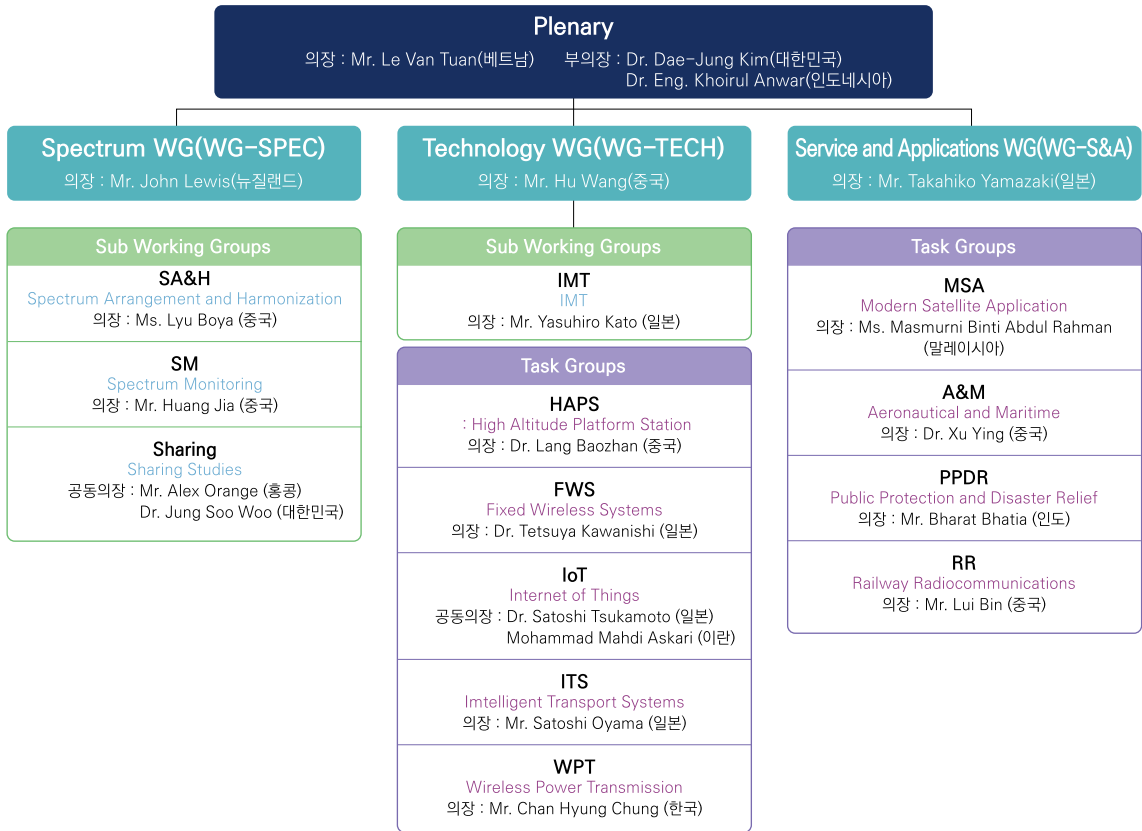 Plenary
의장 : Mr. Le Van Tuan(베트남) 부의장 : Dr. Dae-Jung Kim(대한민국)
Dr. Eng. Khoirul Anwar(인도네시아)
Spectrum WG(WG-SPEC)
의장 : Mr. John Lewis(뉴질랜드)
Sub Working Groups
SA&H
Spectrum Arrangement and Harmonization
의장 : Ms. Lyu Boya (중국)
SM
Spectrum Monitoring
의장 : Mr. Huang Jia (중국)
Sharing
Sharing Studies
공동의장 : Mr. Alex Orange (홍콩)
Dr. Jung Soo Woo (대한민국)
Technology WG(WG-TECH)
의장 : Mr. Hu Wang(중국)
Sub Working Groups
IMT
IMT
의장 : Mr. Yasuhiro Kato (일본)
Task Groups
HAPS
: High Altitude Platform Station
의장 : Dr. Lang Baozhan (중국)
FWS
Fixed Wireless Systems
의장 : Dr. Tetsuya Kawanishi (일본)
IoT
Internet of Things
공동의장 : Dr. Satoshi Tsukamoto (일본)
Mohammad Mahdi Askari (이란)
ITS
Imtelligent Transport Systems
의장 : Mr. Satoshi Oyama (일본)
WPT
Wireless Power Transmission
의장 : Mr. Chan Hyung Chung (한국)
Service and Applications WG(WG-S&A)
의장 : Mr. Takahiko Yamazaki(일본)
Task Groups
MSA
Modern Satellite Application
의장 : Ms. Masmurni Binti Abdul Rahman
(말레이시아)
A&M
Aeronautical and Maritime
의장 : Dr. Xu Ying (중국)
PPDR
Public Protection and Disaster Relief
의장 : Mr. Bharat Bhatia (인도)
RR
Railway Radiocommunications
의장 : Mr. Lui Bin (중국)